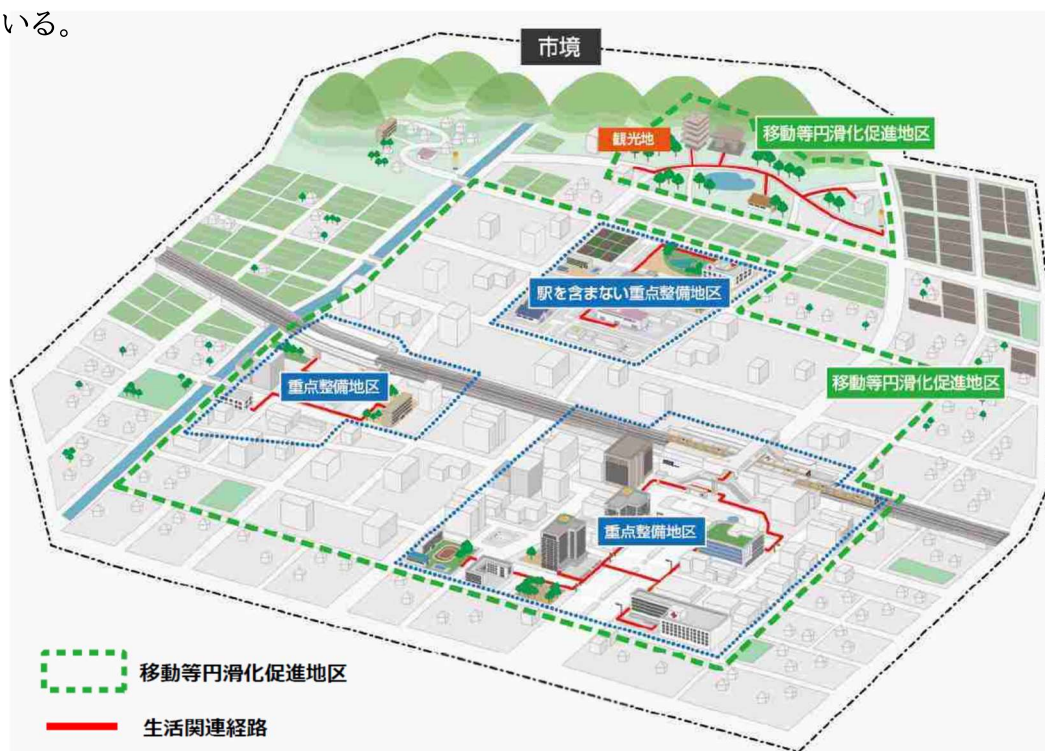 いる。
市境
移動等円滑化促進地区
観光地
駅を含まない重点整備地区
移動等円滑化促進地区
重点整備地区
重点整備地区
移動等円滑化促進地区
生活関連経路